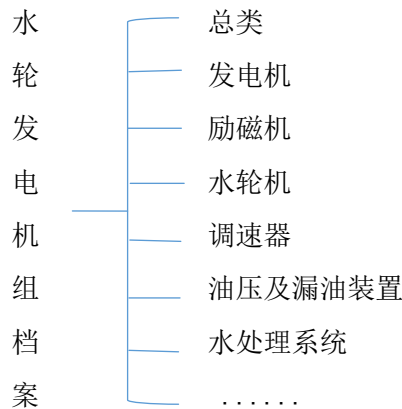 水轮发电机组档案
总类
发电机
励磁机
水轮机
调速器
油压及漏油装置
水处理系统
......